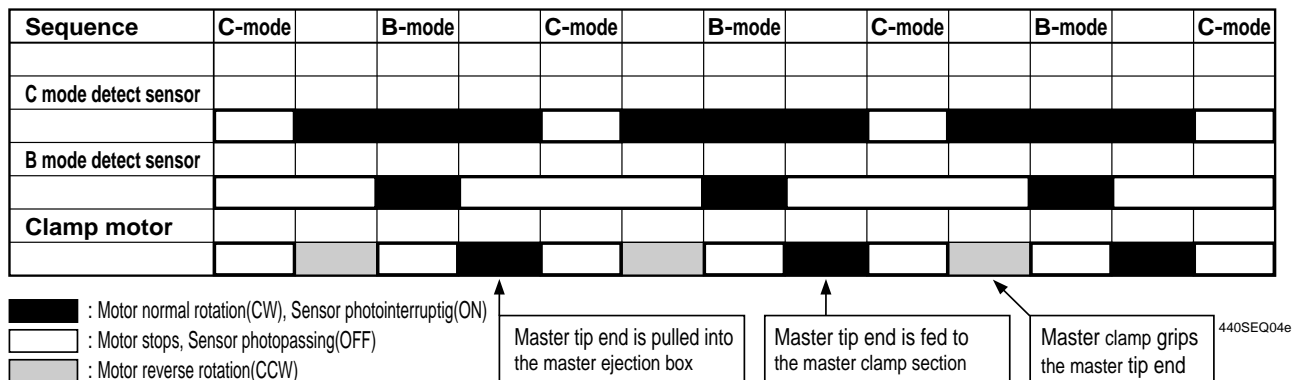 Sequence C-mode B-mode C-mode B-mode C-mode B-mode C-mode
C mode detect sensor
B mode detect sensor
Clamp motor
: Motor normal rotation(CW), Sensor photointerruptig(ON)
: Motor stops, Sensor photopassing(OFF)
: Motor reverse rotation(CCW)
Master tip end is pulled into
the master ejection box
Master tip end is fed to
the master clamp section
Master clamp grips
the master tip end
440SEQ04e